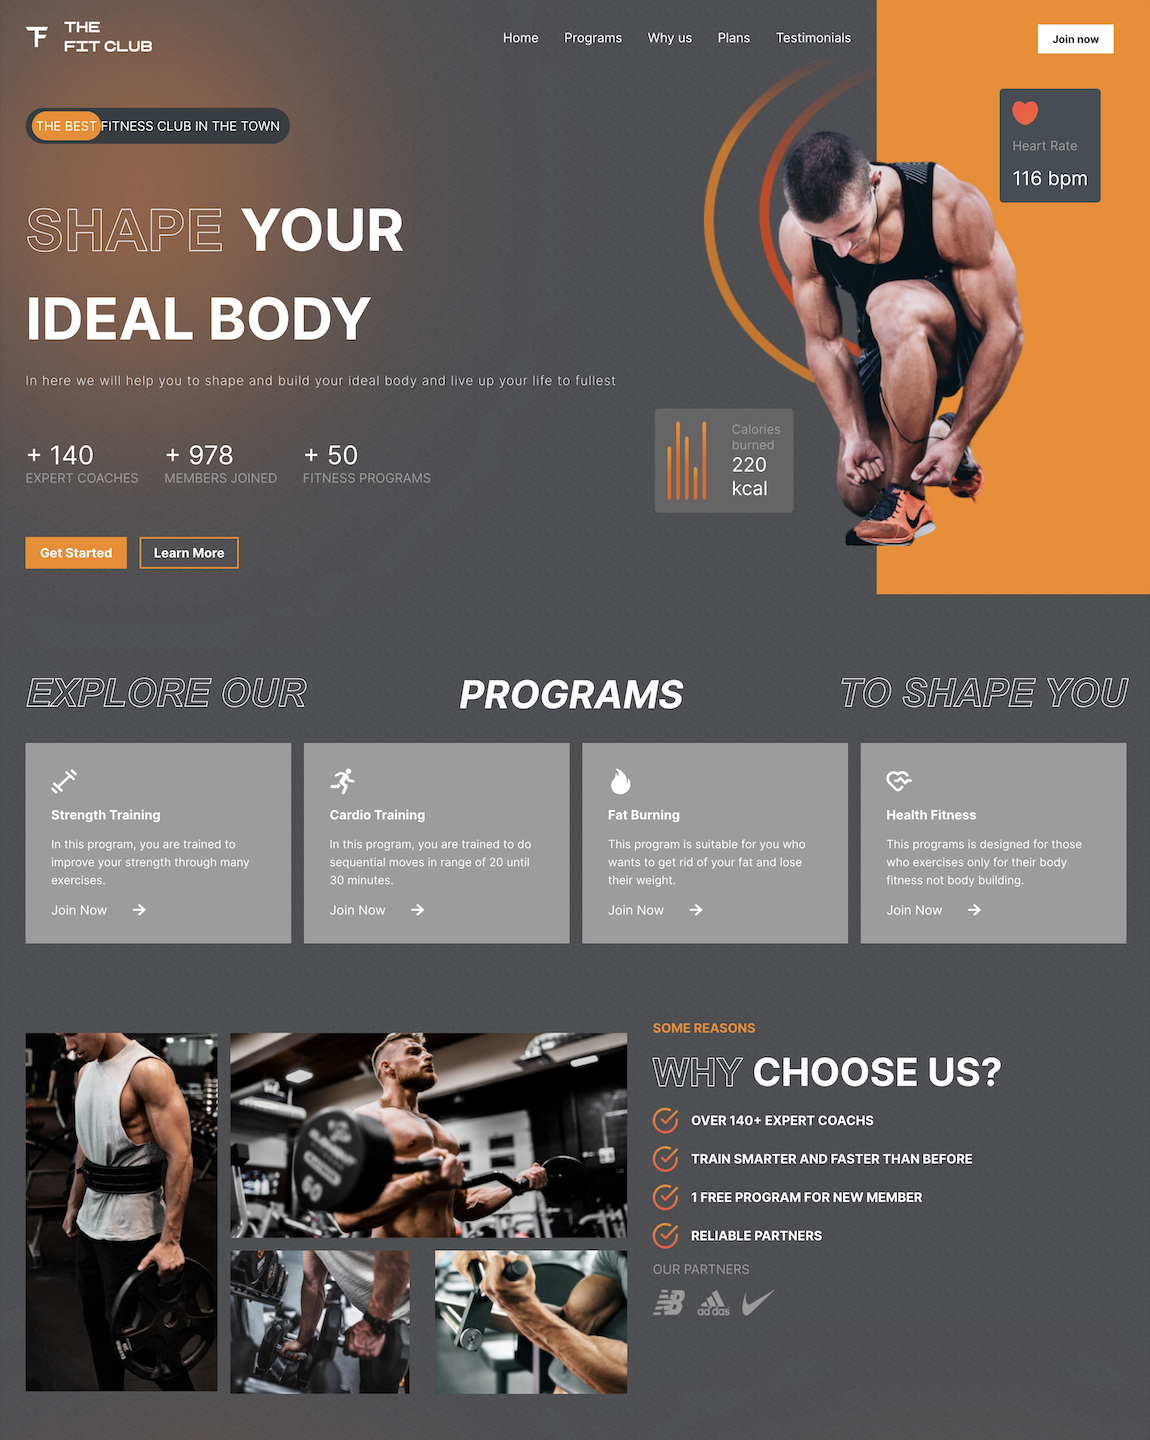 THE
FIT CLUB
Home
Programs
Why us
Plans
Testimonials
Join now
THE BEST FITNESS CLUB IN THE TOWN
SHAPE YOUR
IDEAL BODY
In here we will help you to shape and build your ideal body and live up your life to fullest
Heart Rate
116 bpm
Calories
burned
220
kcal
+ 140
EXPERT COACHES
+ 978
MEMBERS JOINED
+ 50
FITNESS PROGRAMS
Get Started
Learn More
EXPLORE OUR
PROGRAMS
TO SHAPE YOU
Strength Training
In this program, you are trained to
improve your strength through many
exercises.
Join Now
Cardio Training
In this program, you are trained to do
sequential moves in range of 20 until
30 minutes.
Join Now
Fat Burning
This program is suitable for you who
wants to get rid of your fat and lose
their weight.
Join Now
Health Fitness
This programs is designed for those
who exercises only for their body
fitness not body building.
Join Now
SOME REASONS
WHY CHOOSE US?
OVER 140+ EXPERT COACHS
TRAIN SMARTER AND FASTER THAN BEFORE
1 FREE PROGRAM FOR NEW MEMBER
RELIABLE PARTNERS
OUR PARTNERS
NB
adidas